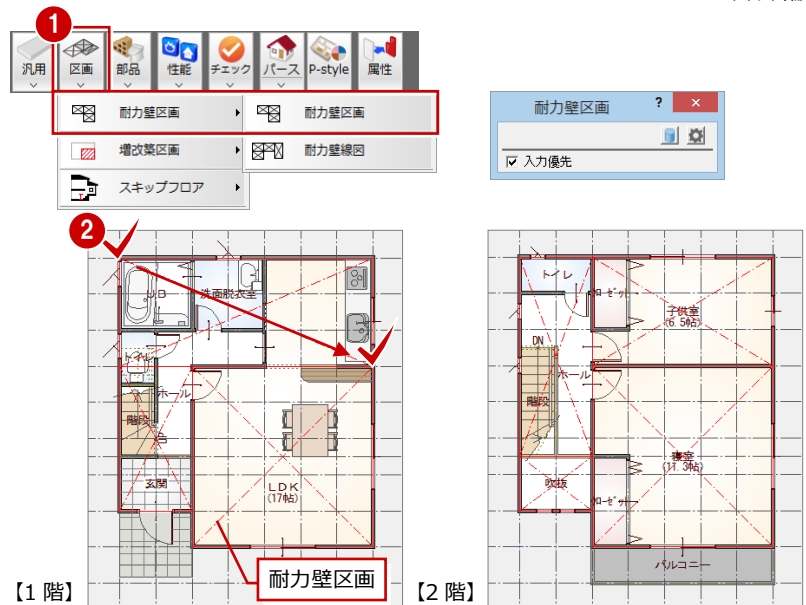 1
汎用 区画 部品 性能 チェック パース P-style 属性
耐力壁区画 耐力壁区画
増改築区画 耐力壁線図
スキップフロア
耐力壁区画 ? ×
入力優先
2
U.B 洗面脱衣室
トイレ
ホール
階段
玄関
LDK
(17帖)
耐力壁区画
【1 階】
トイレ
クローゼット
子供室
(6.5帖)
DN
ホール
階段
吹抜
クローゼット
寝室
(11.3帖)
バルコニー
【2 階】